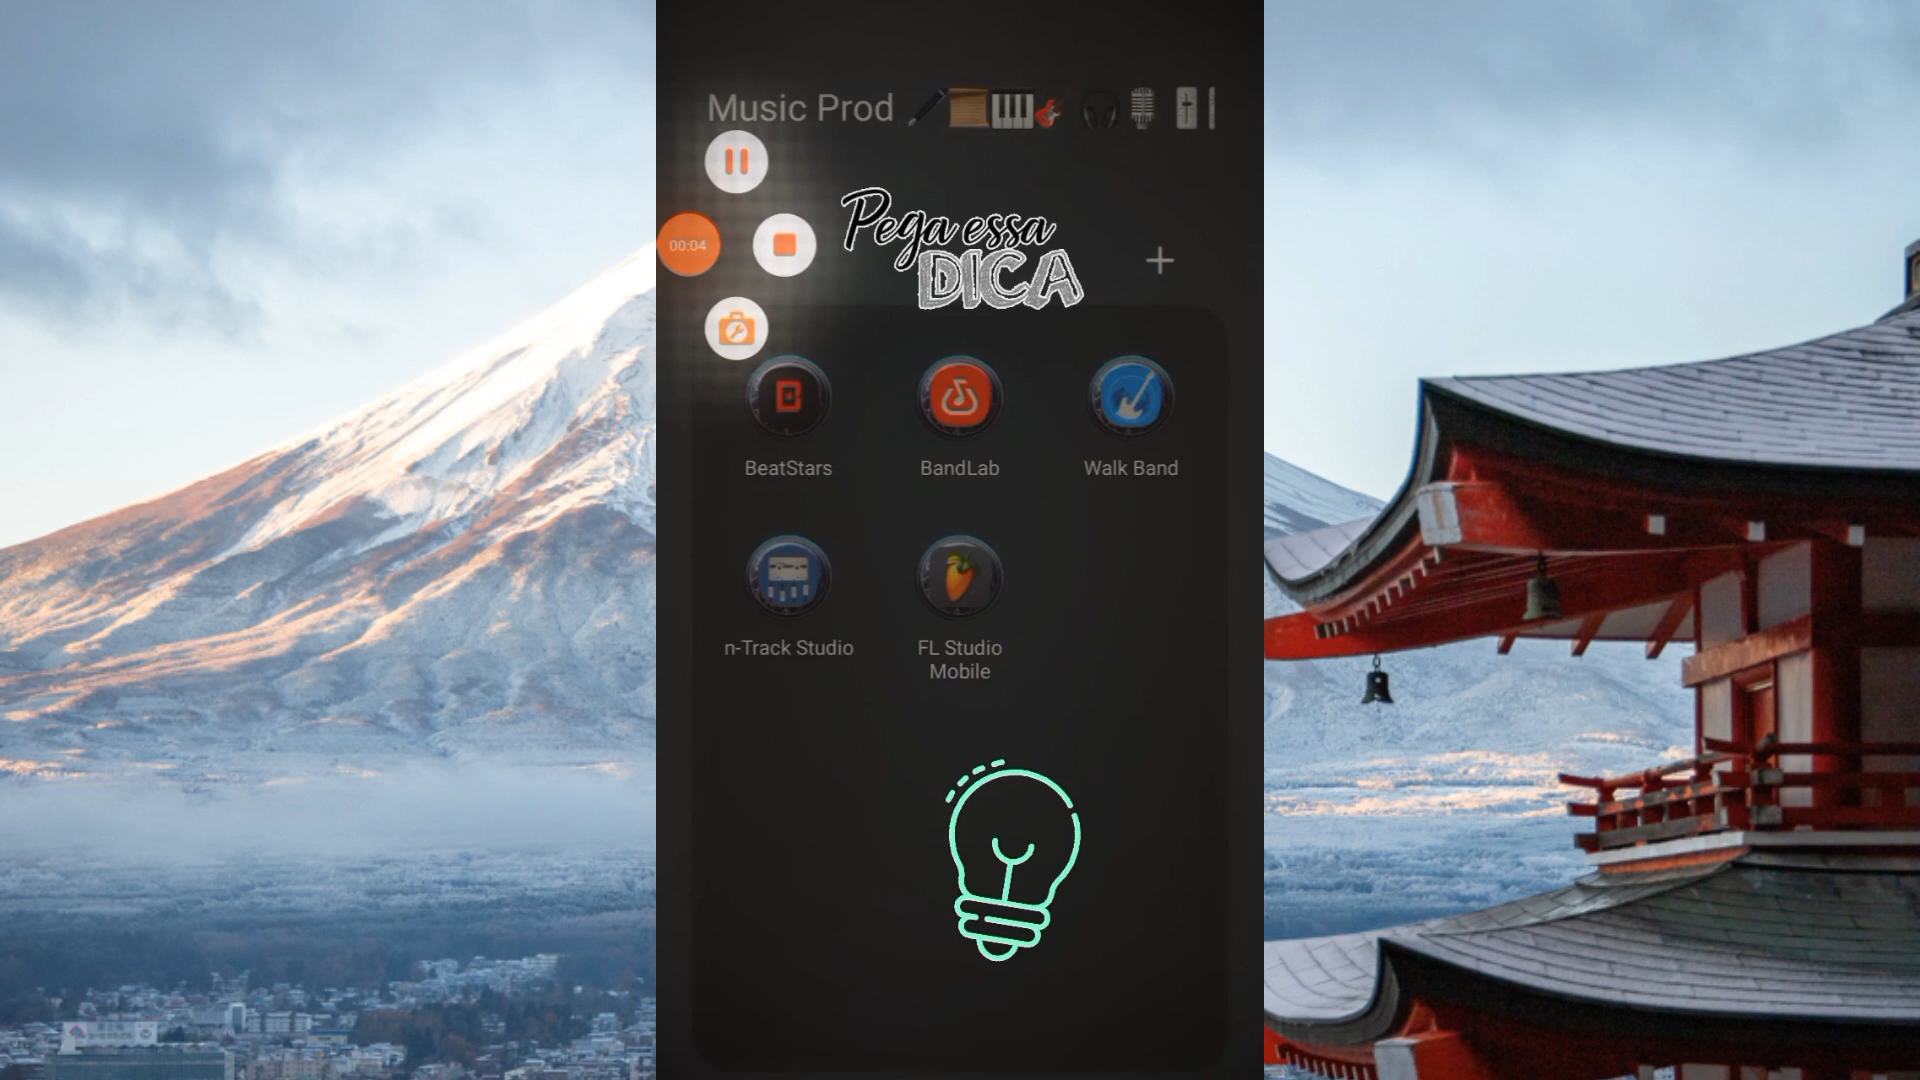 Music Prod
00:04
Pega essa
DICA
BeatStars
BandLab
Walk Band
n-Track Studio
FL Studio
Mobile